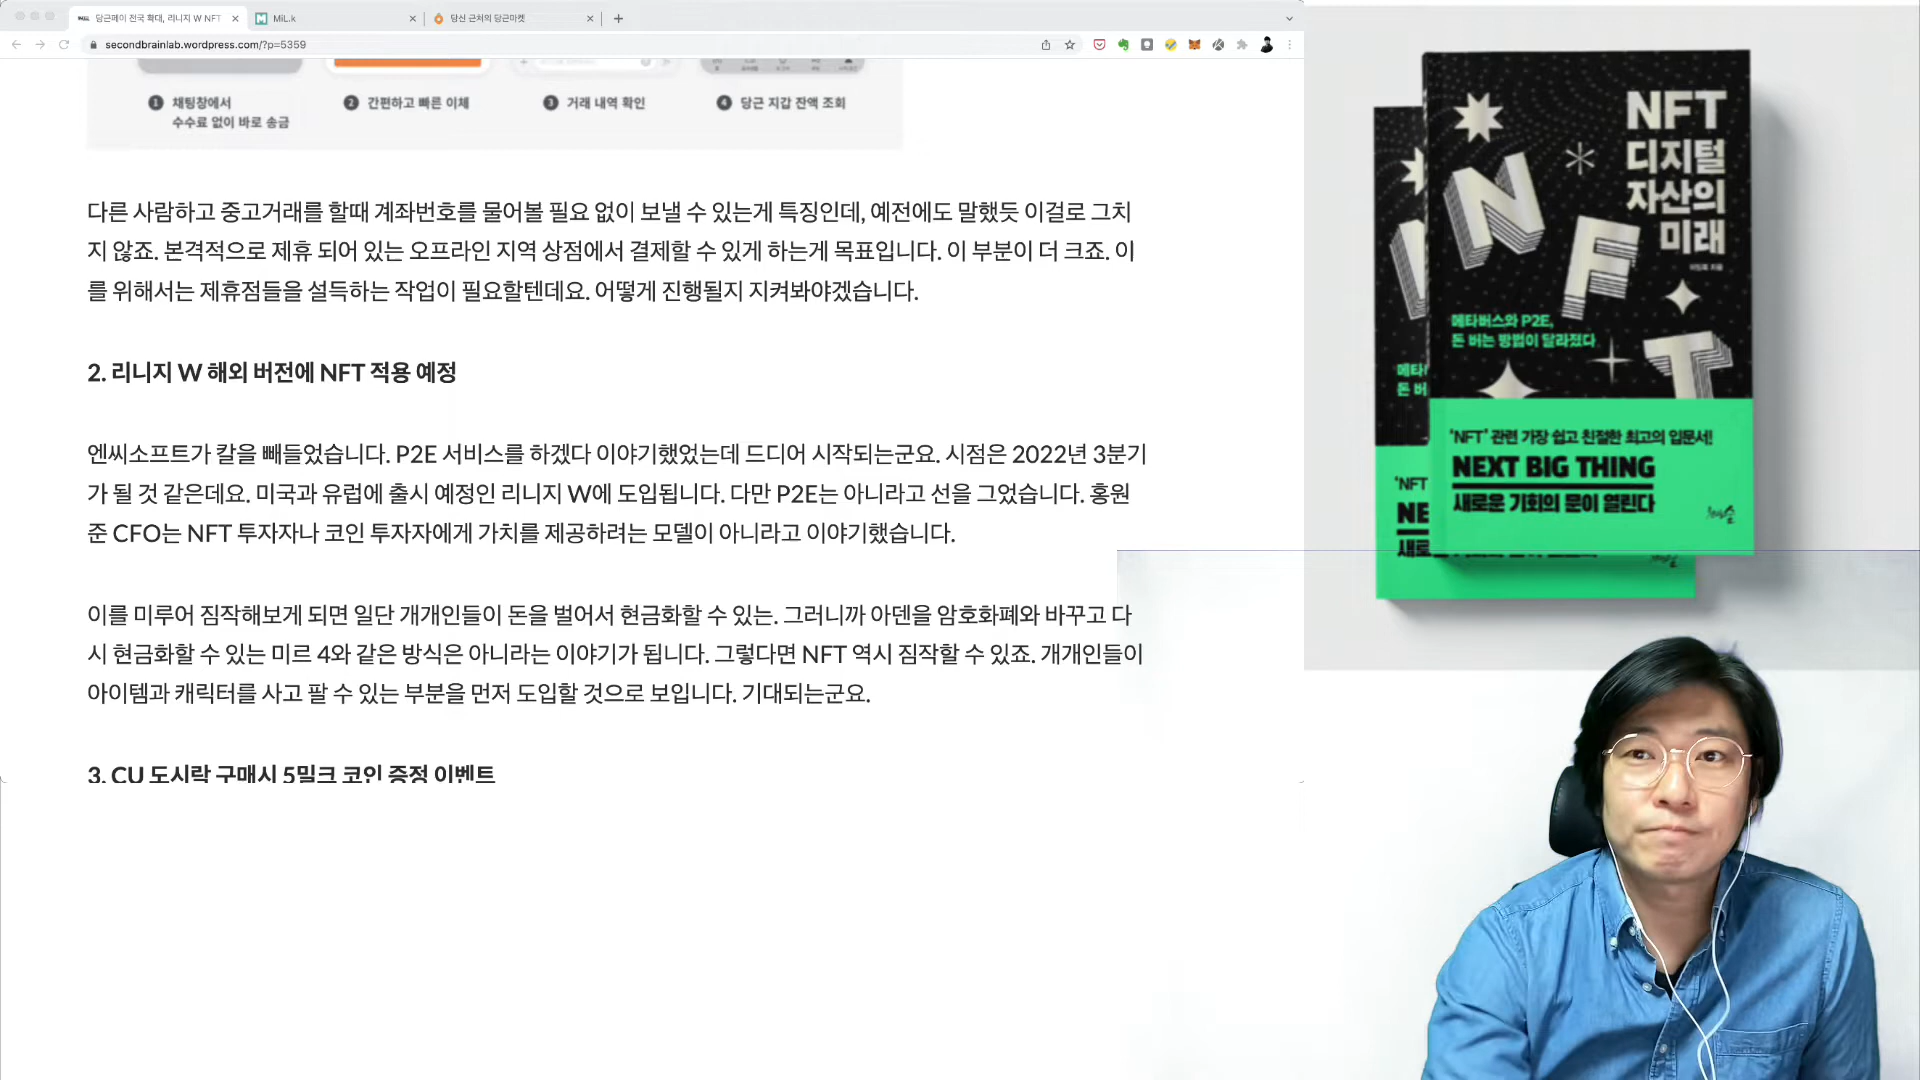 당근페이 전국 확대, 리니지 W NFT
MiL.k
당신 근처의 당근마켓
secondbrainlab.wordpress.com/?p=5359
1 채팅창에서
수수료 없이 바로 송금
2 간편하고 빠른 이체
3 거래 내역 확인
4 당근 지갑 잔액 조회
다른 사람하고 중고거래를 할때 계좌번호를 물어볼 필요 없이 보낼 수 있는게 특징인데, 예전에도 말했듯 이걸로 그치
지 않죠. 본격적으로 제휴 되어 있는 오프라인 지역 상점에서 결제할 수 있게 하는게 목표입니다. 이 부분이 더 크죠. 이
를 위해서는 제휴점들을 설득하는 작업이 필요할텐데요. 어떻게 진행될지 지켜봐야겠습니다.
2. 리니지 W 해외 버전에 NFT 적용 예정
엔씨소프트가 칼을 빼들었습니다. P2E 서비스를 하겠다 이야기했었는데 드디어 시작되는군요. 시점은 2022년 3분기
가 될 것 같은데요. 미국과 유럽에 출시 예정인 리니지 W에 도입됩니다. 다만 P2E는 아니라고 선을 그었습니다. 홍원
준 CFO는 NFT 투자자나 코인 투자자에게 가치를 제공하려는 모델이 아니라고 이야기했습니다.
이를 미루어 짐작해보게 되면 일단 개개인들이 돈을 벌어서 현금화할 수 있는. 그러니까 아덴을 암호화폐와 바꾸고 다
시 현금화할 수 있는 미르 4와 같은 방식은 아니라는 이야기가 됩니다. 그렇다면 NFT 역시 짐작할 수 있죠. 개개인들이
아이템과 캐릭터를 사고 팔 수 있는 부분을 먼저 도입할 것으로 보입니다. 기대되는군요.
3. CU 도시락 구매시 5밀크 코인 증정 이벤트
NFT
디지털
자산의
미래
NFT
메타버스와 P2E,
돈 버는 방법이 달라졌다
'NFT' 관련 가장 쉽고 친절한 최고의 입문서!
NEXT BIG THING
새로운 기회의 문이 열린다
메타
돈 버
'NFT
NE
새로